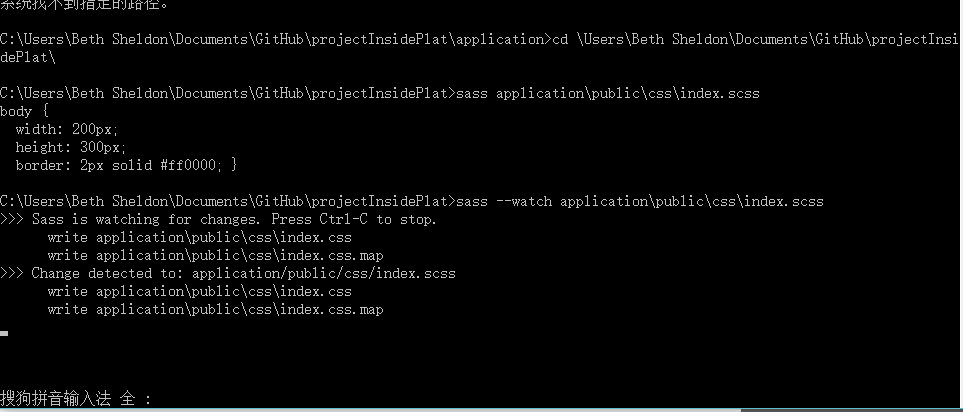 系统找不到指定的路径。
C:\Users\Beth Sheldon\Documents\GitHub\projectInsidePlat\application>cd \Users\Beth Sheldon\Documents\GitHub\projectInsi
dePlat\
C:\Users\Beth Sheldon\Documents\GitHub\projectInsidePlat>sass application\public\css\index.scss
body {
  width: 200px;
  height: 300px;
  border: 2px solid #ff0000; }
C:\Users\Beth Sheldon\Documents\GitHub\projectInsidePlat>sass --watch application\public\css\index.scss
>>> Sass is watching for changes. Press Ctrl-C to stop.
      write application\public\css\index.css
      write application\public\css\index.css.map
>>> Change detected to: application/public/css/index.scss
      write application\public\css\index.css
      write application\public\css\index.css.map
搜狗拼音输入法 全 :